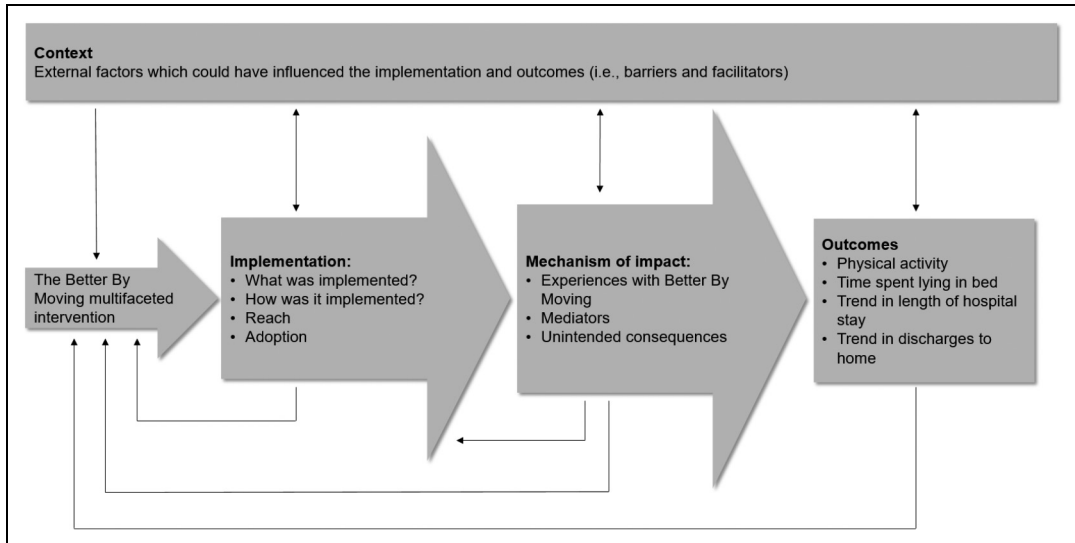 Context
External factors which could have influenced the implementation and outcomes (i.e., barriers and facilitators)
The Better By
Moving multifaceted
intervention
Implementation:
• What was implemented?
• How was it implemented?
• Reach
• Adoption
Mechanism of impact:
• Experiences with Better By
Moving
• Mediators
• Unintended consequences
Outcomes
• Physical activity
• Time spent lying in bed
• Trend in length of hospital
stay
• Trend in discharges to
home